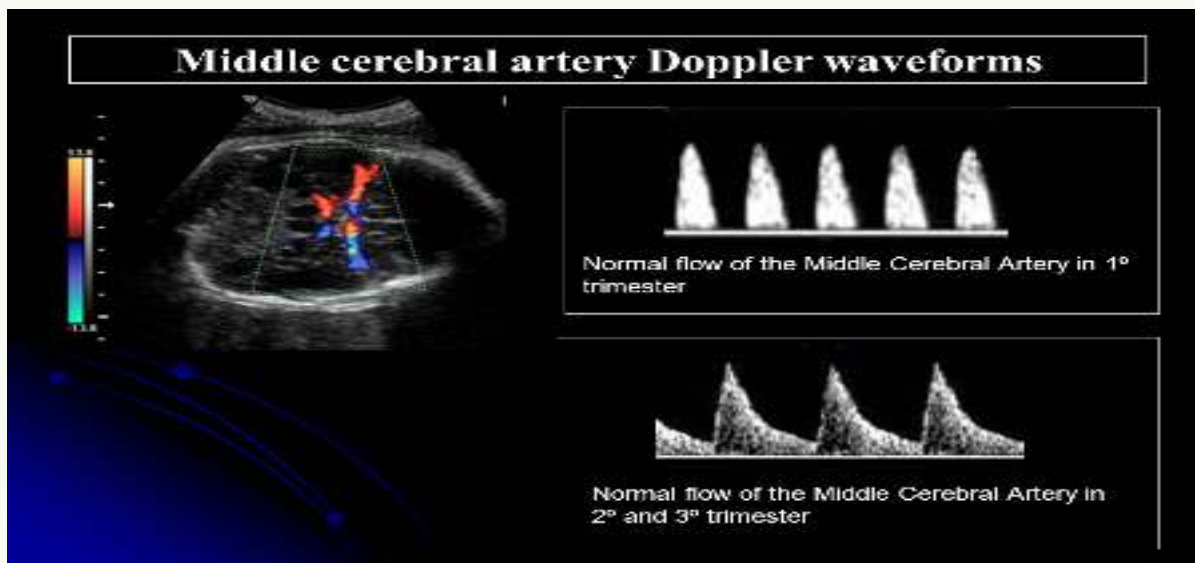 Middle cerebral artery Doppler waveforms
Normal flow of the Middle Cerebral Artery in 1º
trimester
Normal flow of the Middle Cerebral Artery in
2º and 3º trimester